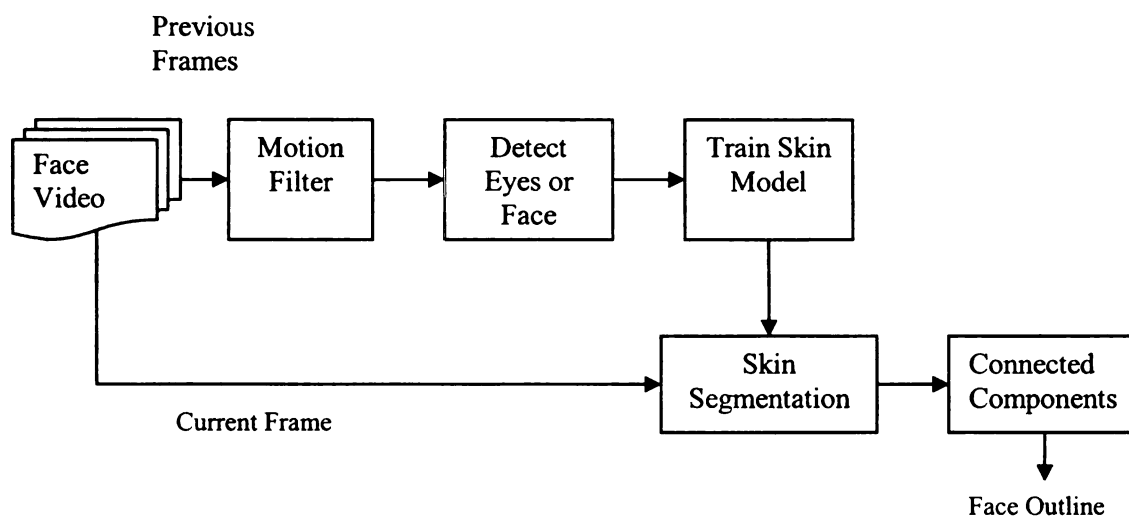 Previous
Frames
Face
Video
Motion
Filter
Detect
Eyes or
Face
Train Skin
Model
Skin
Segmentation
Connected
Components
Current Frame
Face Outline